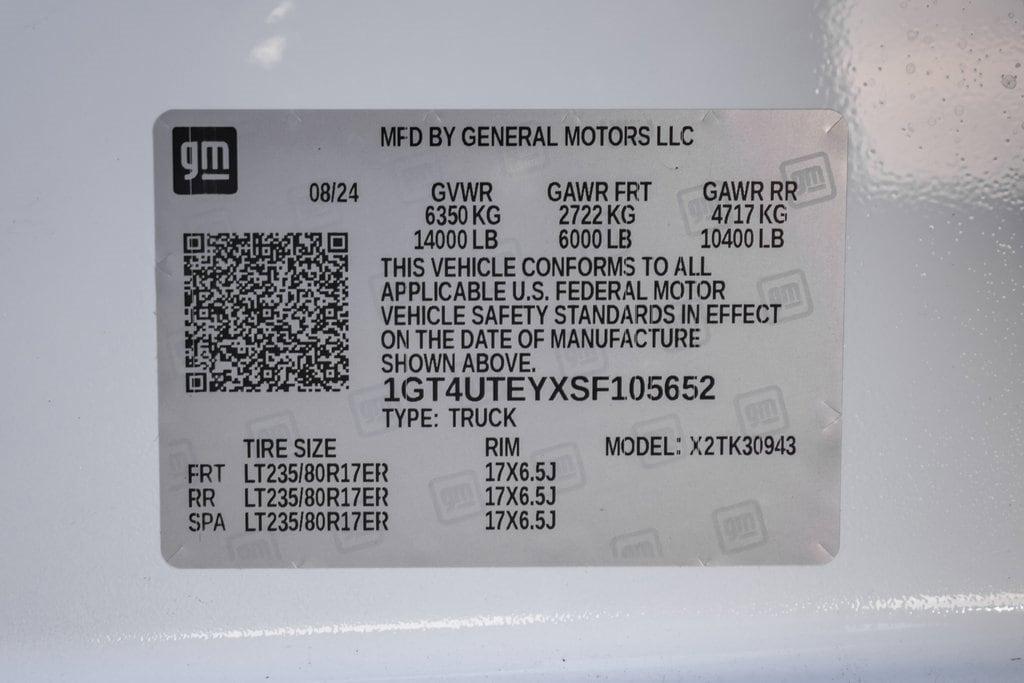 gm
MFD BY GENERAL MOTORS LLC
08/24 GVWR GAWR FRT GAWR RR
6350 KG 2722 KG 4717 KG
14000 LB 6000 LB 10400 LB
THIS VEHICLE CONFORMS TO ALL
APPLICABLE U.S. FEDERAL MOTOR
VEHICLE SAFETY STANDARDS IN EFFECT
ON THE DATE OF MANUFACTURE
SHOWN ABOVE.
1GT4UTEYXSF105652
TYPE: TRUCK
TIRE SIZE RIM MODEL: X2TK30943
FRT LT235/80R17ER 17X6.5J
RR LT235/80R17ER 17X6.5J
SPA LT235/80R17ER 17X6.5J